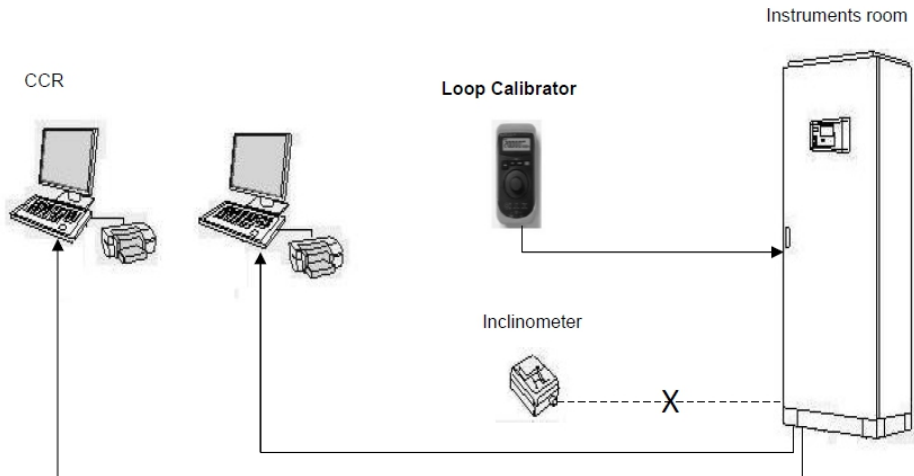 Instruments room
CCR
Loop Calibrator
Inclinometer
X